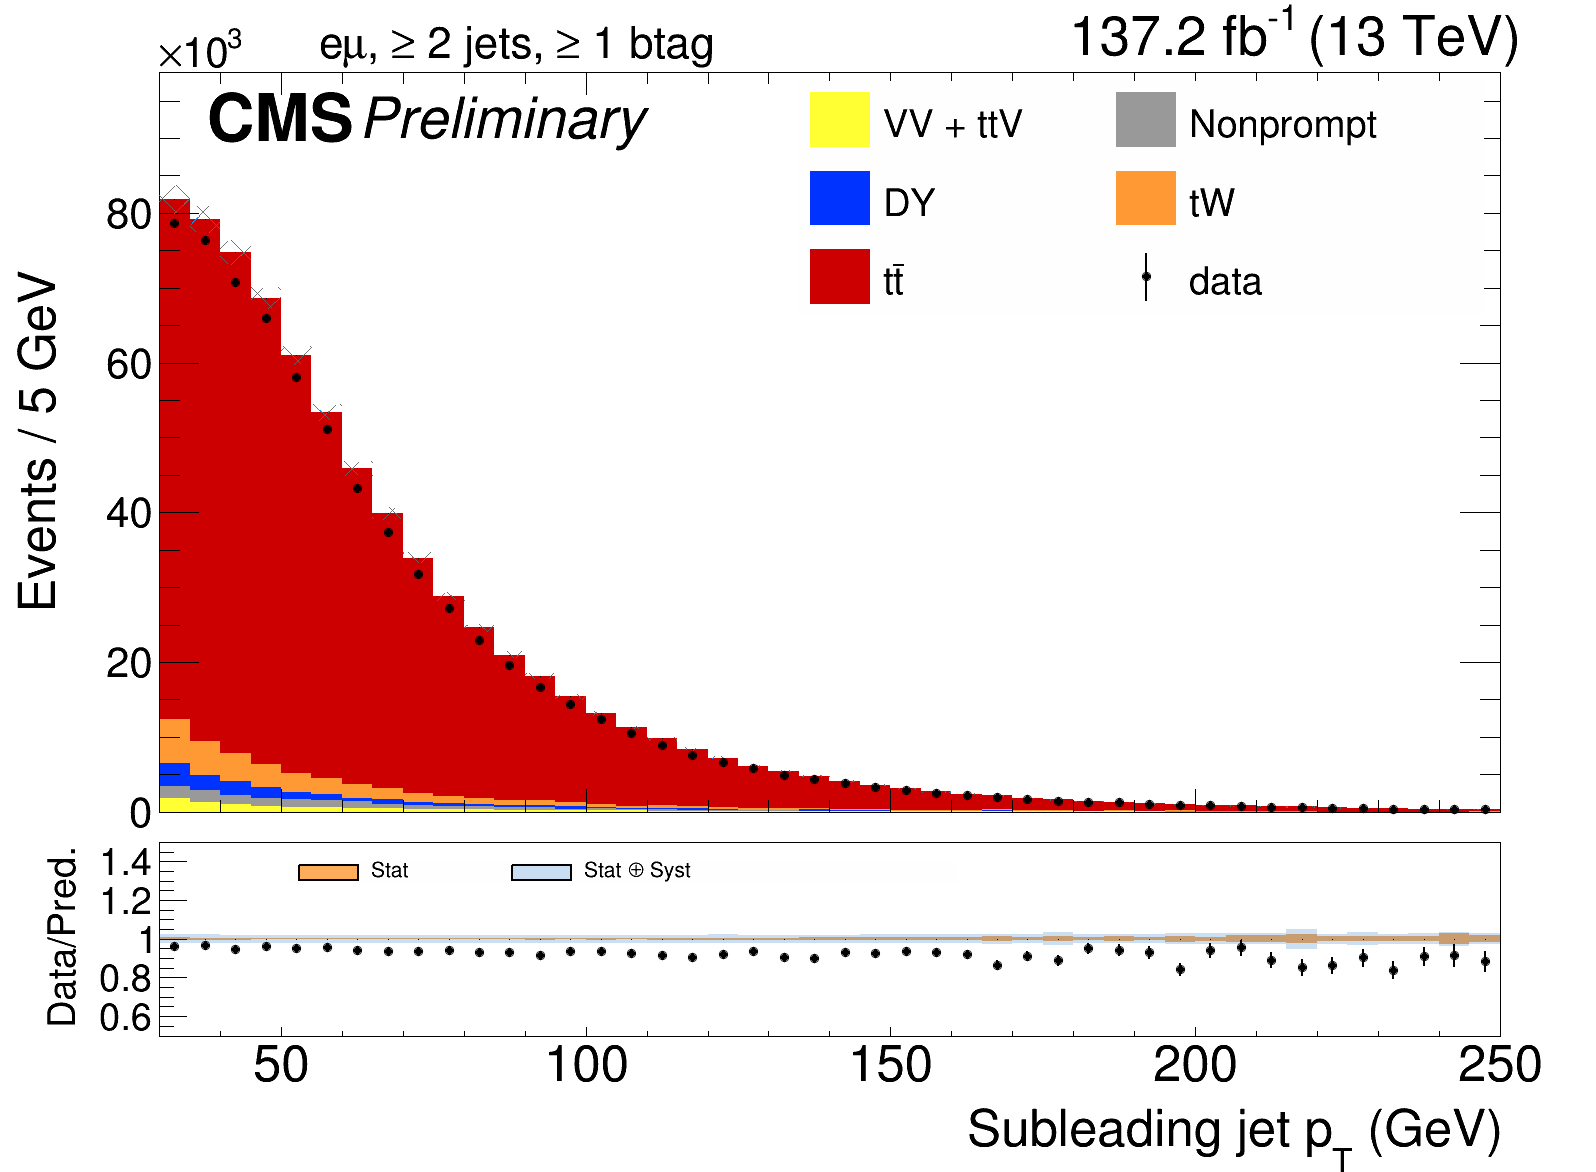 ×10³ eμ, ≥ 2 jets, ≥ 1 btag 137.2 fb⁻¹ (13 TeV)
CMS Preliminary
VV + ttV Nonprompt
DY tW
tt̄ data
Events / 5 GeV
80
60
40
20
0
Stat Stat ⊕ Syst
Data/Pred.
1.4
1.2
1
0.8
0.6
50 100 150 200 250
Subleading jet p_T (GeV)